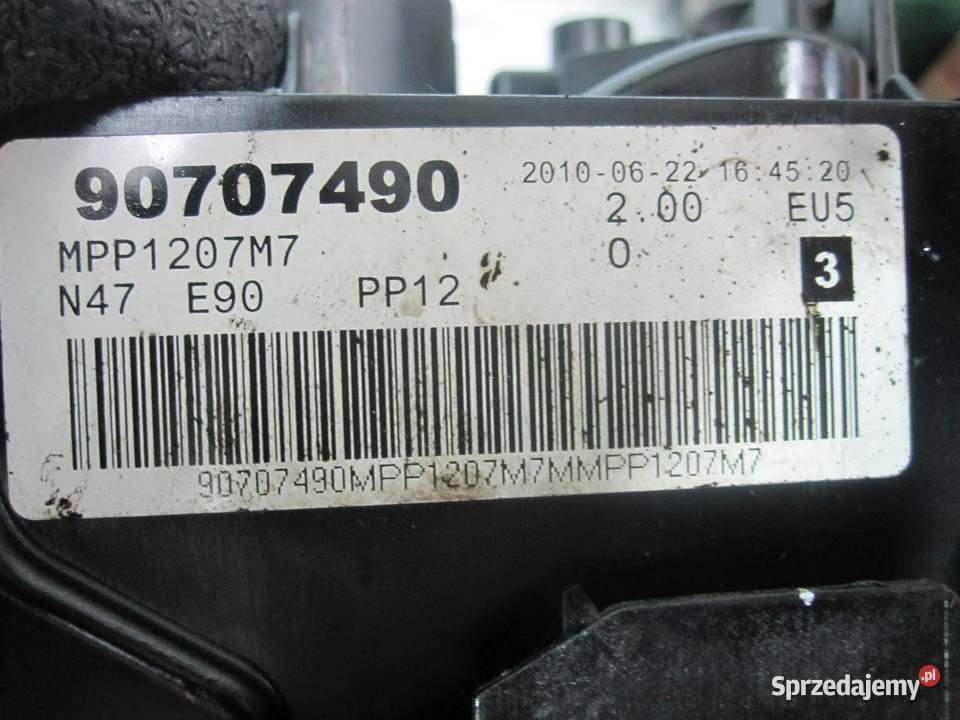 90707490 2010-06-22 16:45:20
MPP1207M7 2.00 EU5
N47 E90 PP12 0 3
90707490MPP1207M7MMPP1207M7
Sprzedajemy.pl